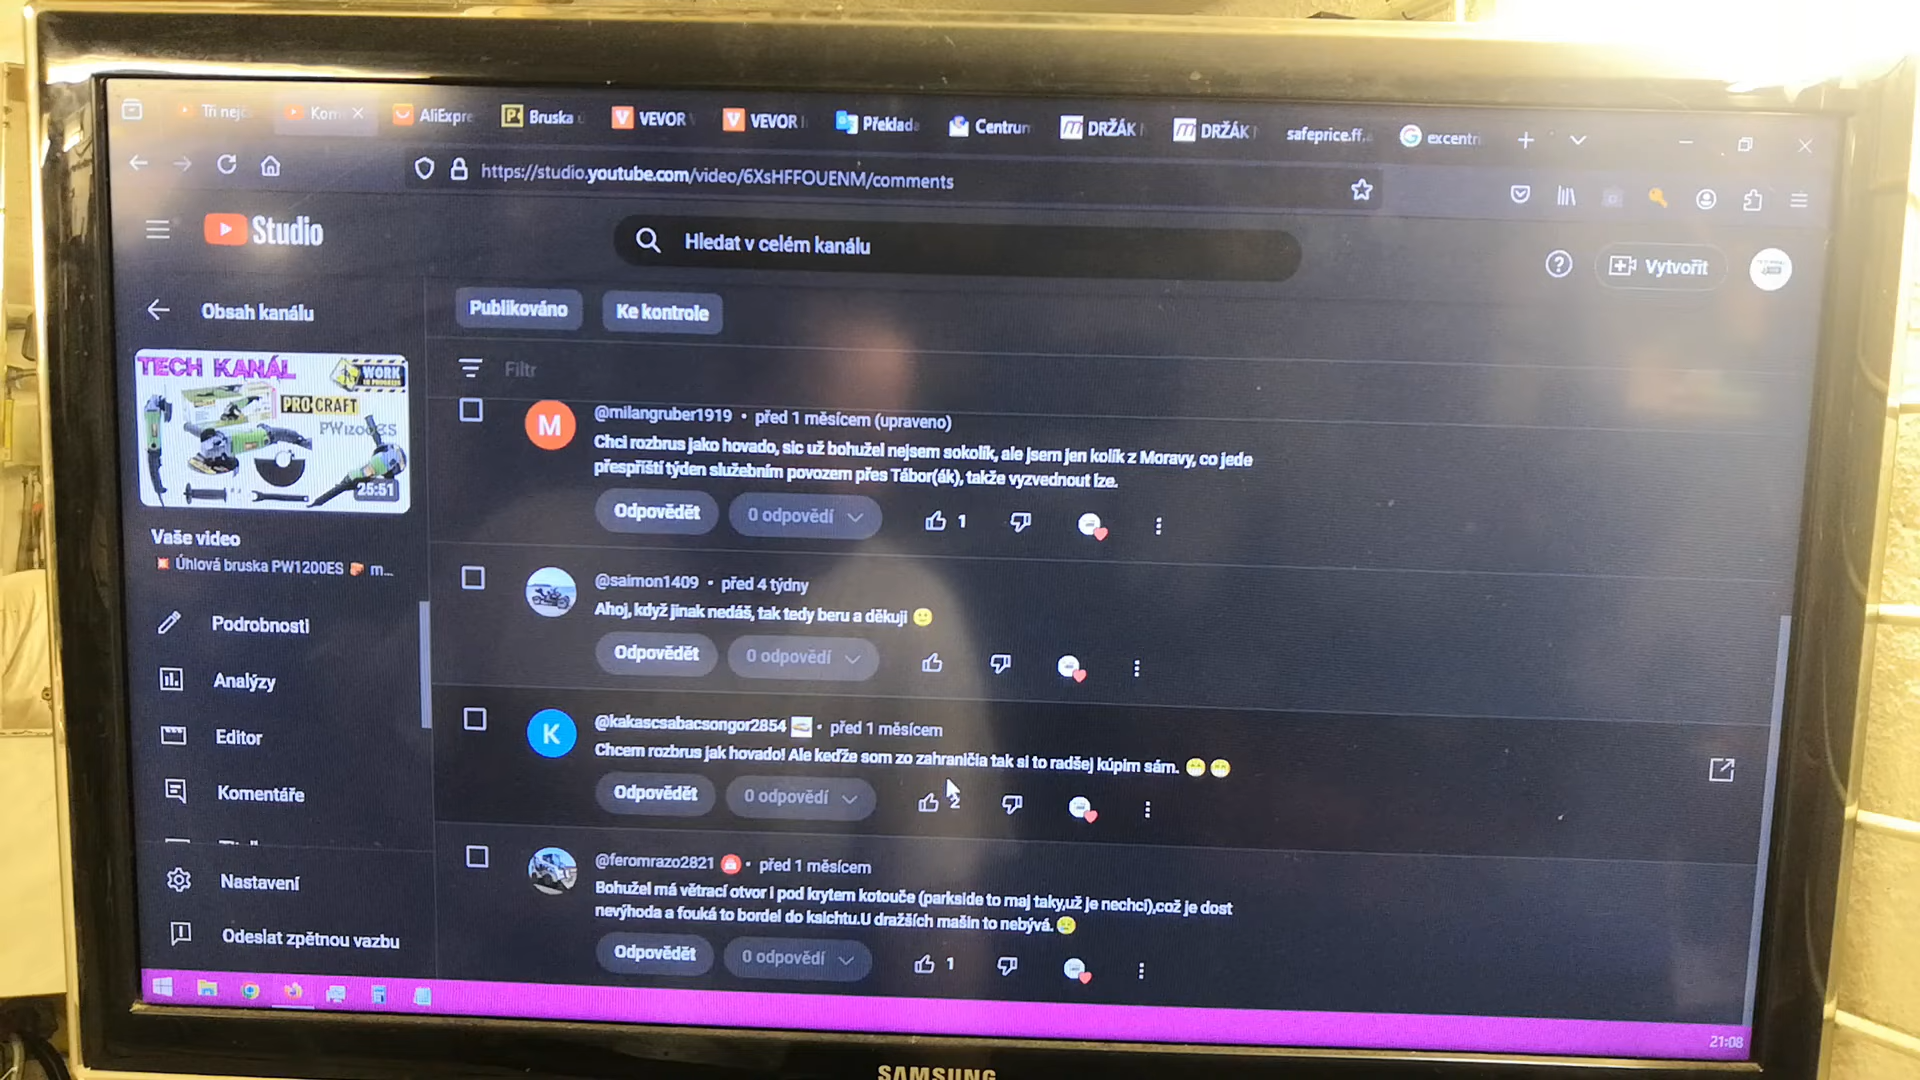 Tři nejč
Kom
AliExpre
Bruska ú
VEVOR
VEVOR
Překlada
Centrum
DRŽÁK
DRŽÁK
safeprice.ff.
excentri
https://studio.youtube.com/video/6XsHFFOUENM/comments
Studio
Hledat v celém kanálu
Vytvořit
Obsah kanálu
Publikováno
Ke kontrole
Filtr
TECH KANÁL
WORK
IN PROGRESS
PROCRAFT
PW1200ES
25:51
Vaše video
Úhlová bruska PW1200ES m...
Podrobnosti
Analýzy
Editor
Komentáře
Nastavení
Odeslat zpětnou vazbu
M
@milangruber1919 • před 1 měsícem (upraveno)
Chci rozbrus jako hovado, sic už bohužel nejsem sokolík, ale jsem jen kolík z Moravy, co jede
přespříští týden služebním povozem přes Tábor(ák), takže vyzvednout lze.
Odpovědět 0 odpovědí 1
@saimon1409 • před 4 týdny
Ahoj, když jinak nedáš, tak tedy beru a děkuji 🙂
Odpovědět 0 odpovědí
K
@kakascsabacsongor2854 • před 1 měsícem
Chcem rozbrus jak hovado! Ale keďže som zo zahraničia tak si to radšej kúpim sám. 😁😁
Odpovědět 0 odpovědí 2
@feromrazo2821 • před 1 měsícem
Bohužel má větrací otvor i pod krytem kotouče (parkside to maj taky,už je nechci),což je dost
nevýhoda a fouká to bordel do ksichtu.U dražších mašin to nebývá. 😢
Odpovědět 0 odpovědí 1
21:08
SAMSUNG